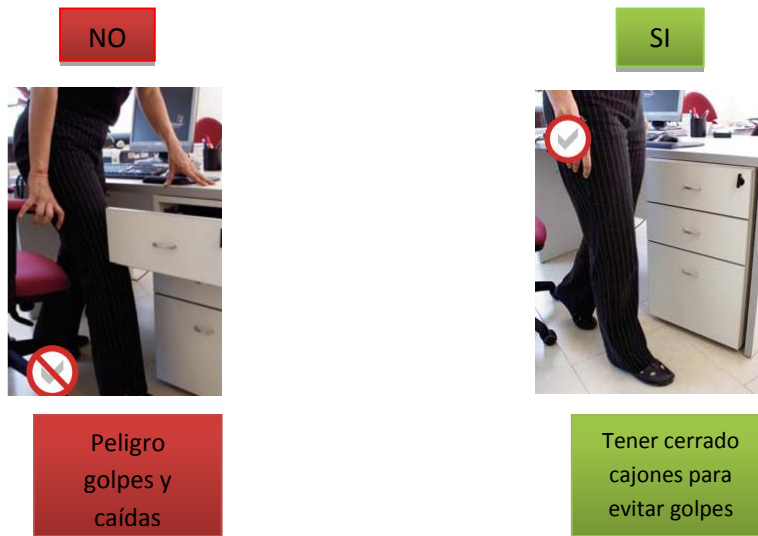 NO
SI
Peligro
golpes y
caídas
Tener cerrado
cajones para
evitar golpes